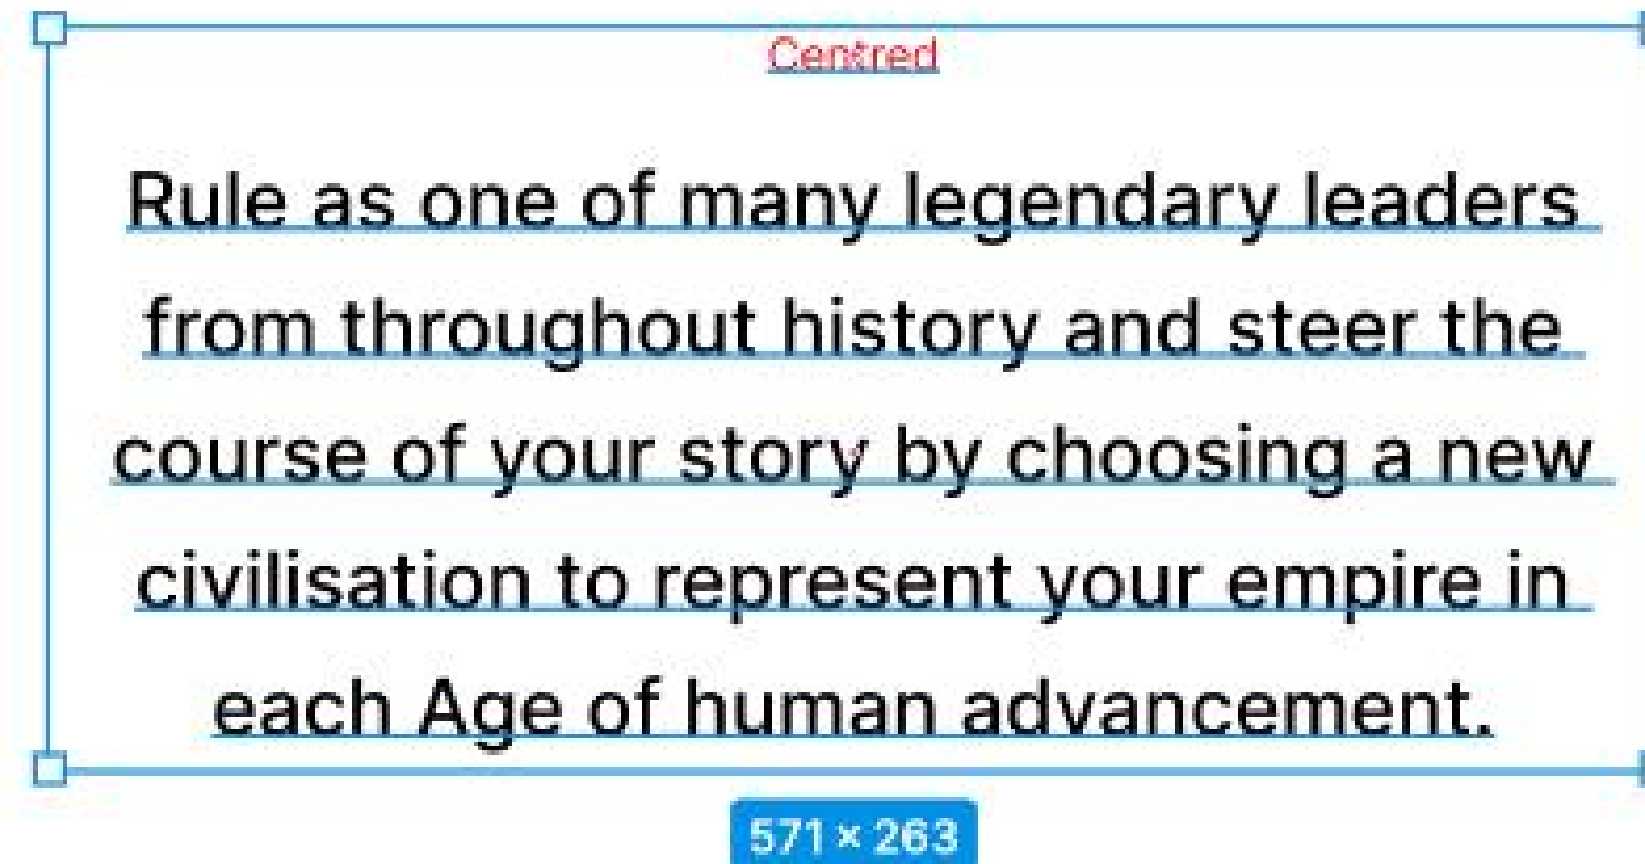 Centred
Rule as one of many legendary leaders
from throughout history and steer the
course of your story by choosing a new
civilisation to represent your empire in
each Age of human advancement.
571 × 263